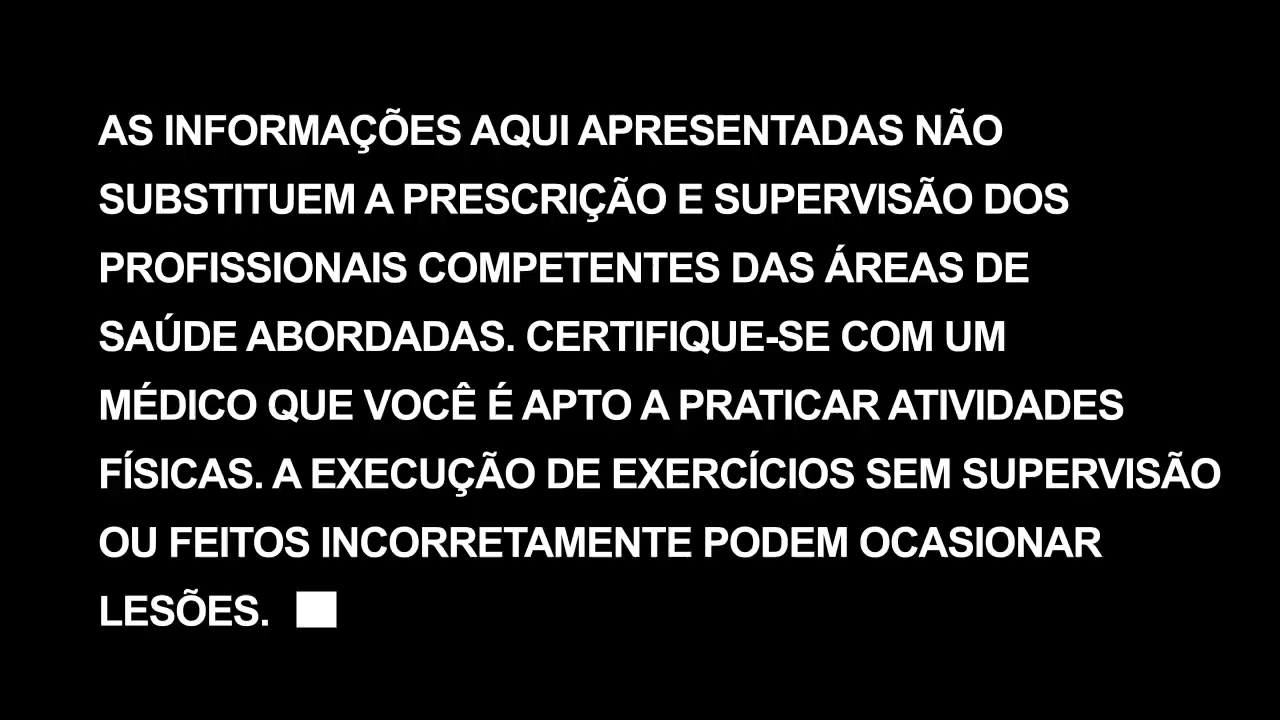 AS INFORMAÇÕES AQUI APRESENTADAS NÃO
SUBSTITUEM A PRESCRIÇÃO E SUPERVISÃO DOS
PROFISSIONAIS COMPETENTES DAS ÁREAS DE
SAÚDE ABORDADAS. CERTIFIQUE-SE COM UM
MÉDICO QUE VOCÊ É APTO A PRATICAR ATIVIDADES
FÍSICAS. A EXECUÇÃO DE EXERCÍCIOS SEM SUPERVISÃO
OU FEITOS INCORRETAMENTE PODEM OCASIONAR
LESÕES.